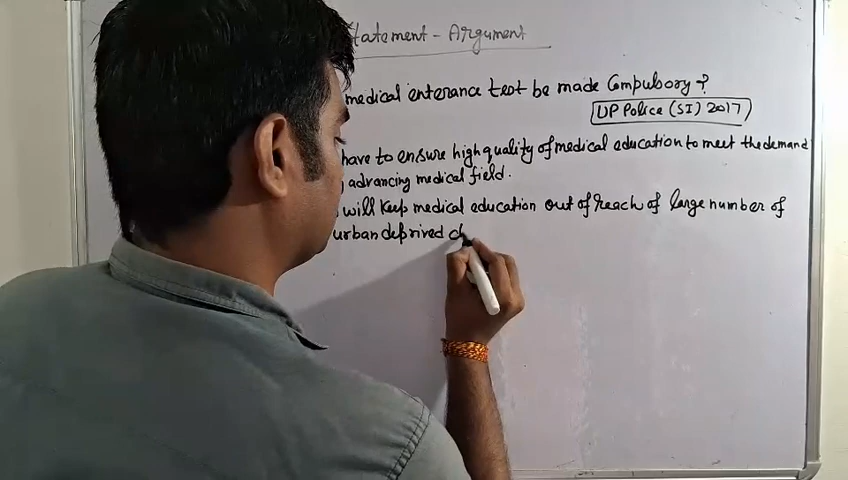 Statement - Argument
medical enterance test be made Compulsory ?
UP Police (SI) 2017
have to ensure high quality of medical education to meet the demand
advancing medical field.
will keep medical education out of reach of large number of
urban deprived